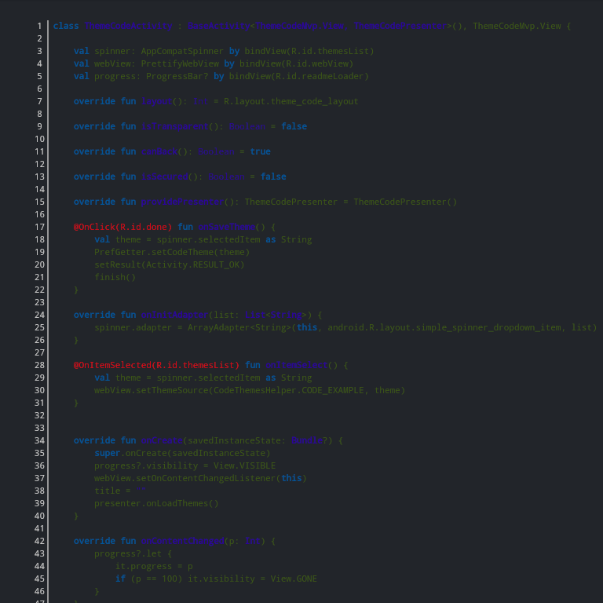 1 class ThemeCodeActivity : BaseActivity<ThemeCodeMvp.View, ThemeCodePresenter>(), ThemeCodeMvp.View {
2
3 val spinner: AppCompatSpinner by bindView(R.id.themesList)
4 val webView: PrettifyWebView by bindView(R.id.webView)
5 val progress: ProgressBar? by bindView(R.id.readmeLoader)
6
7 override fun layout(): Int = R.layout.theme_code_layout
8
9 override fun isTransparent(): Boolean = false
10
11 override fun canBack(): Boolean = true
12
13 override fun isSecured(): Boolean = false
14
15 override fun providePresenter(): ThemeCodePresenter = ThemeCodePresenter()
16
17 @OnClick(R.id.done) fun () {
18 val theme = spinner.selectedItem as String
19 PrefGetter.setCodeTheme(theme)
20 setResult(Activity.RESULT_OK)
21 finish()
22 }
23
24 override fun (list: List<String>) {
25 spinner.adapter = ArrayAdapter<String>(this, android.R.layout.simple_spinner_dropdown_item, list)
26 }
27
28 @OnItemSelected(R.id.themesList) fun () {
29 val theme = spinner.selectedItem as String
30 webView.setThemeSource(CodeThemesHelper.CODE_EXAMPLE, theme)
31 }
32
33
34 override fun onCreate(savedInstanceState: Bundle?) {
35 super.onCreate(savedInstanceState)
36 progress?.visibility = View.VISIBLE
37 webView.setOnContentChangedListener(this)
38 title =
39 presenter.onLoadThemes()
40 }
41
42 override fun (p: Int) {
43 progress?.let {
44 it.progress = p
45 if (p == 100) it.visibility = View.GONE
46 }
47